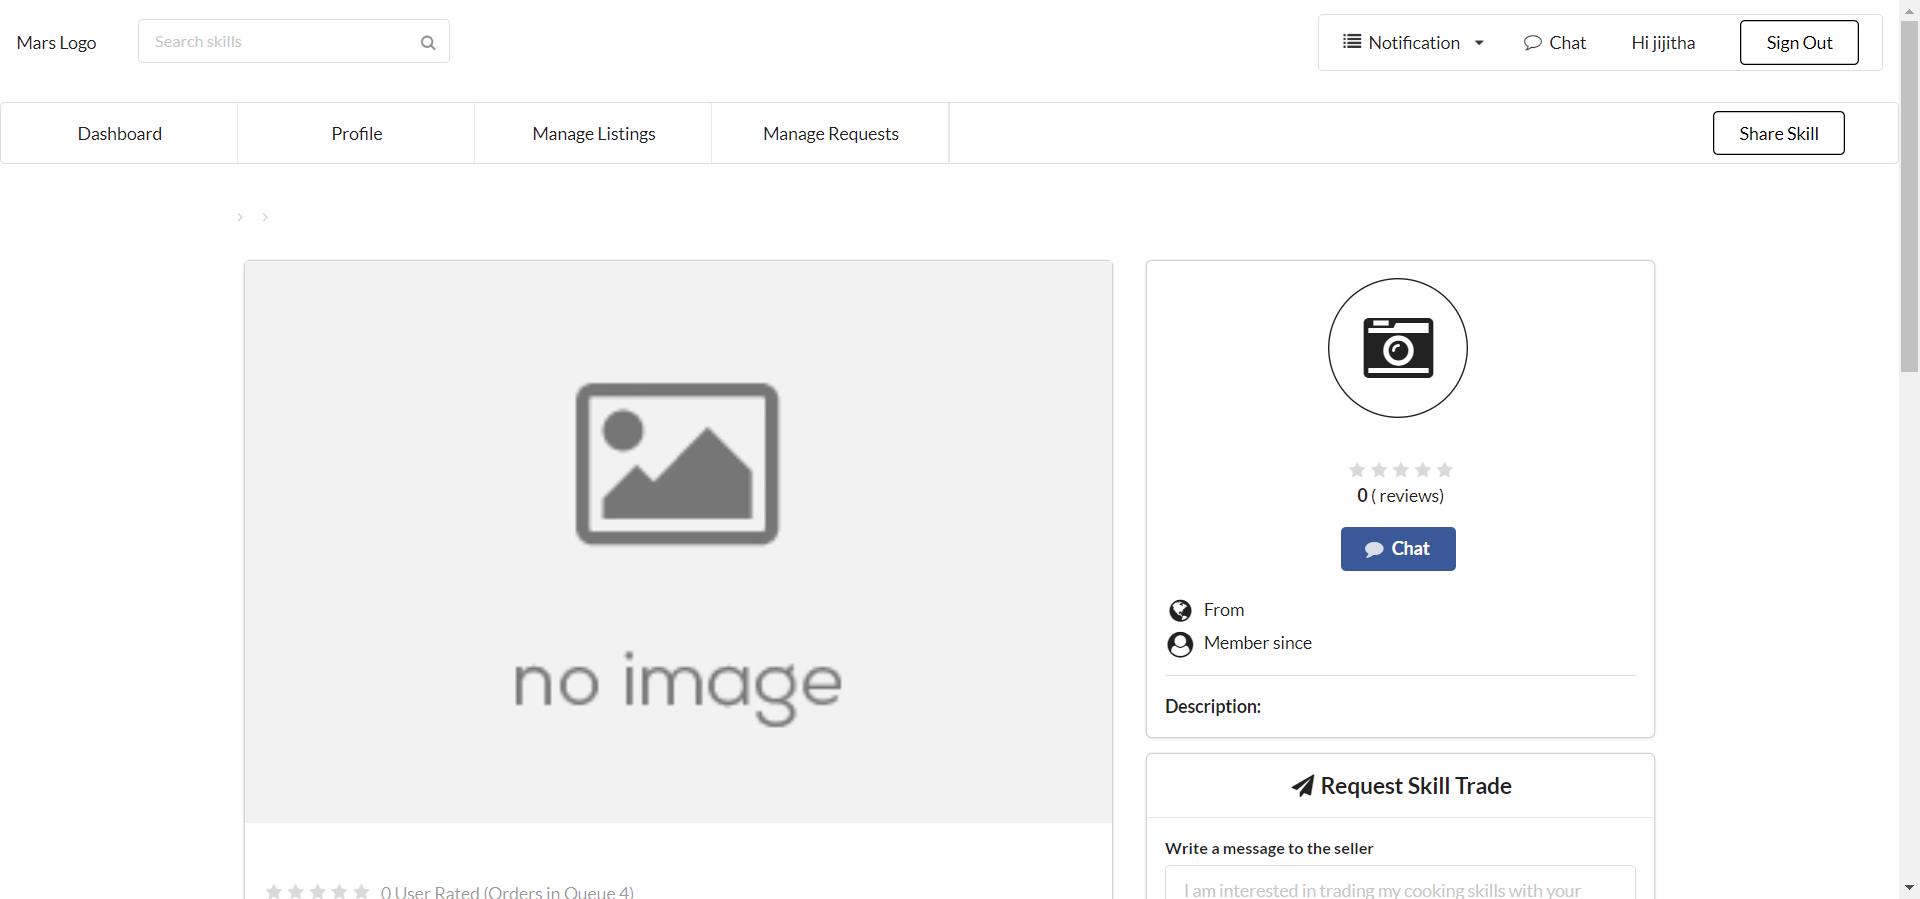 Mars Logo
Search skills
Notification
Chat
Hi jijitha
Sign Out
Dashboard
Profile
Manage Listings
Manage Requests
Share Skill
no image
0 User Rated (Orders in Queue 4)
0 ( reviews)
Chat
From
Member since
Description:
Request Skill Trade
Write a message to the seller
I am interested in trading my cooking skills with your